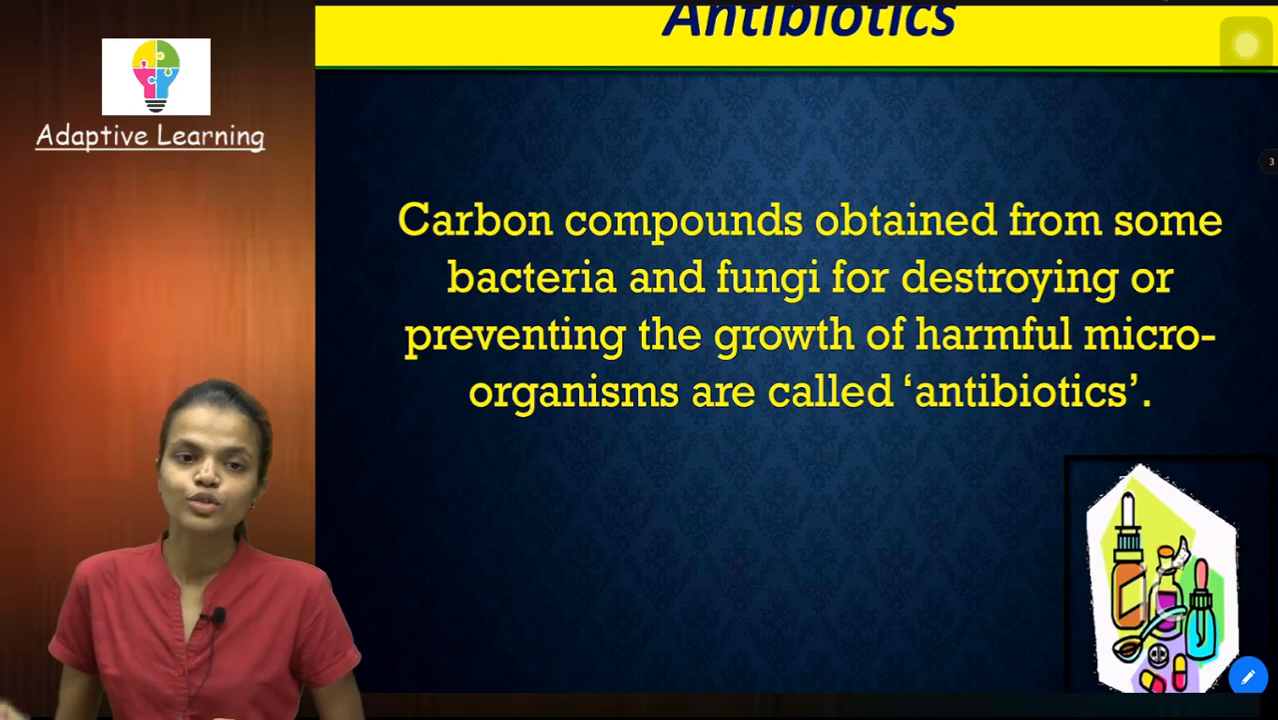 Antibiotics
Adaptive Learning
3
Carbon compounds obtained from some
bacteria and fungi for destroying or
preventing the growth of harmful micro-
organisms are called ‘antibiotics’.